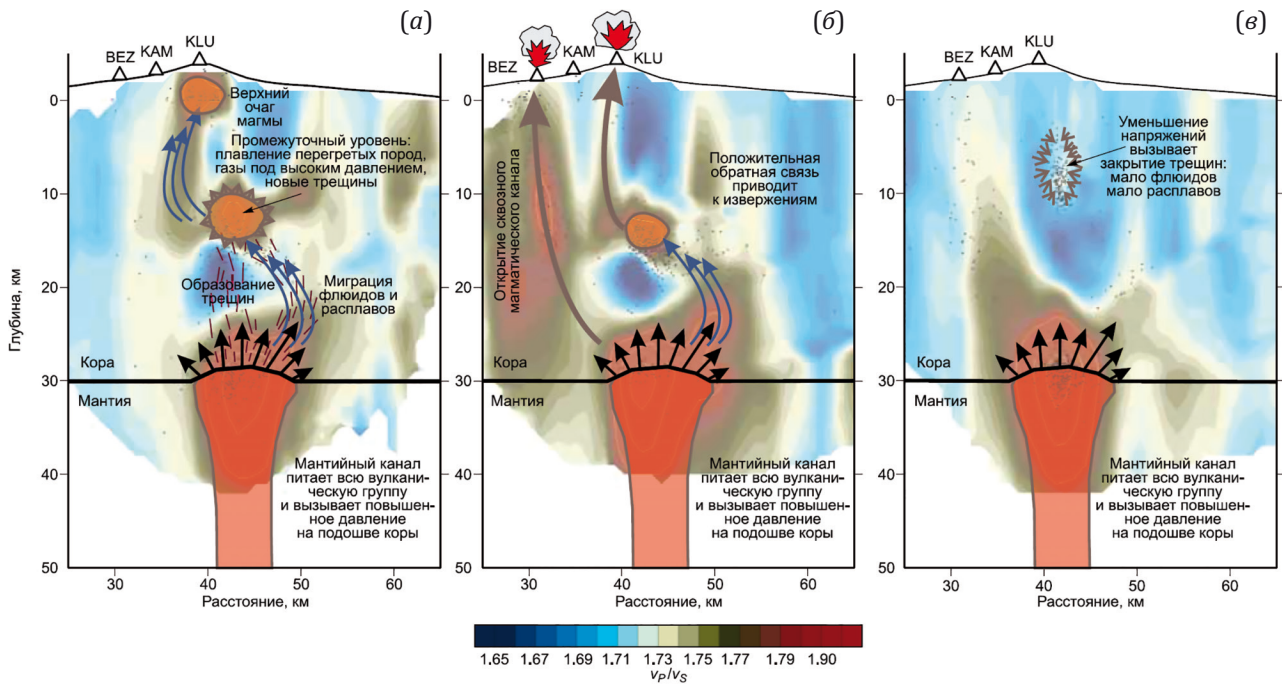 (а)
KLU
KAM
BEZ
Верхний
очаг
магмы
Промежуточный уровень:
плавление перегретых пород,
газы под высоким давлением,
новые трещины
Образование
трещин
Миграция
флюидов и
расплавов
Кора
Мантия
Мантийный канал
питает всю вулкани-
ческую группу
и вызывает повышен-
ное давление
на подошве коры
Глубина, км
0
10
20
30
40
50
30
40
50
60
Расстояние, км
(б)
BEZ
KAM
KLU
Открытие сквозного
магматического канала
Положительная
обратная связь
приводит
к извержениям
Кора
Мантия
Мантийный канал
питает всю вулкани-
ческую группу
и вызывает повышен-
ное давление
на подошве коры
0
10
20
30
40
50
30
40
50
60
Расстояние, км
(в)
KLU
KAM
BEZ
Уменьшение
напряжений
вызывает
закрытие трещин:
мало флюидов
мало расплавов
Кора
Мантия
Мантийный канал
питает всю вулкани-
ческую группу
и вызывает повышен-
ное давление
на подошве коры
0
10
20
30
40
50
30
40
50
60
Расстояние, км
1.65 1.67 1.69 1.71 1.73 1.75 1.77 1.79 1.90
vP/vS